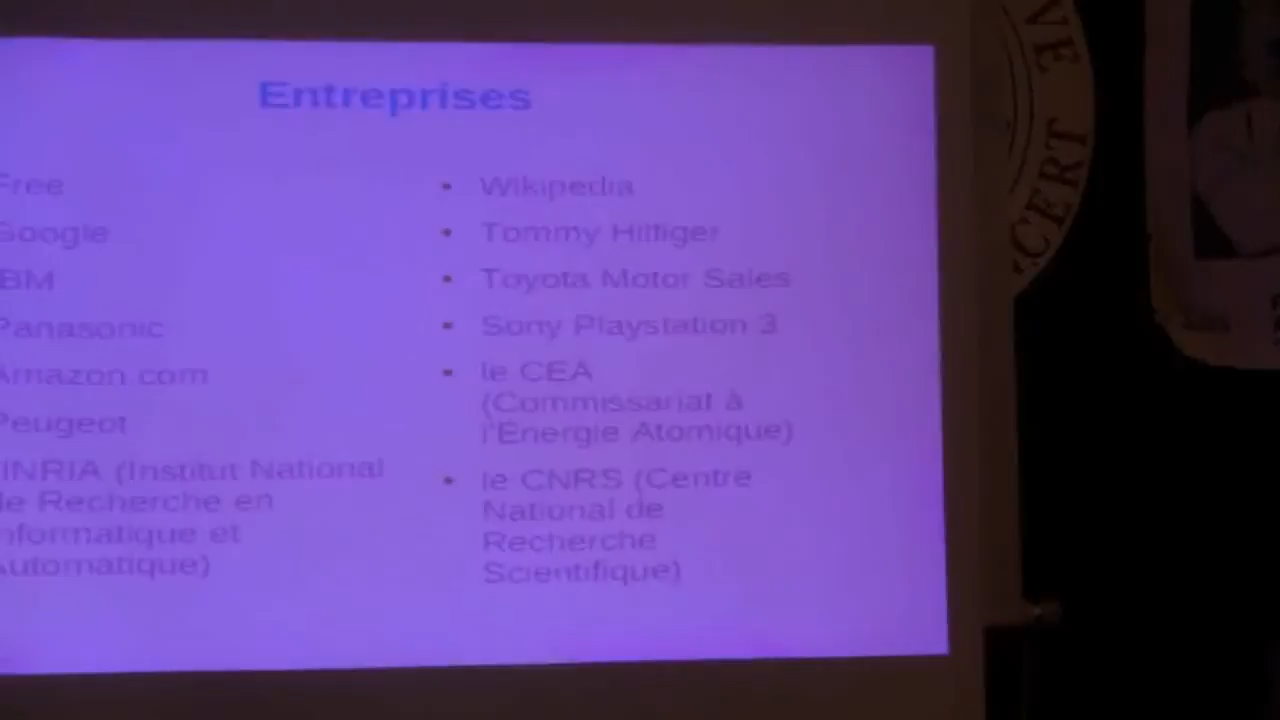 Entreprises
Free
Google
IBM
Panasonic
Amazon.com
Peugeot
l'INRIA (Institut National
de Recherche en
Informatique et
Automatique)
• Wikipedia
• Tommy Hilfiger
• Toyota Motor Sales
• Sony Playstation 3
• le CEA
(Commissariat à
l'Energie Atomique)
• le CNRS (Centre
National de
Recherche
Scientifique)
CERT